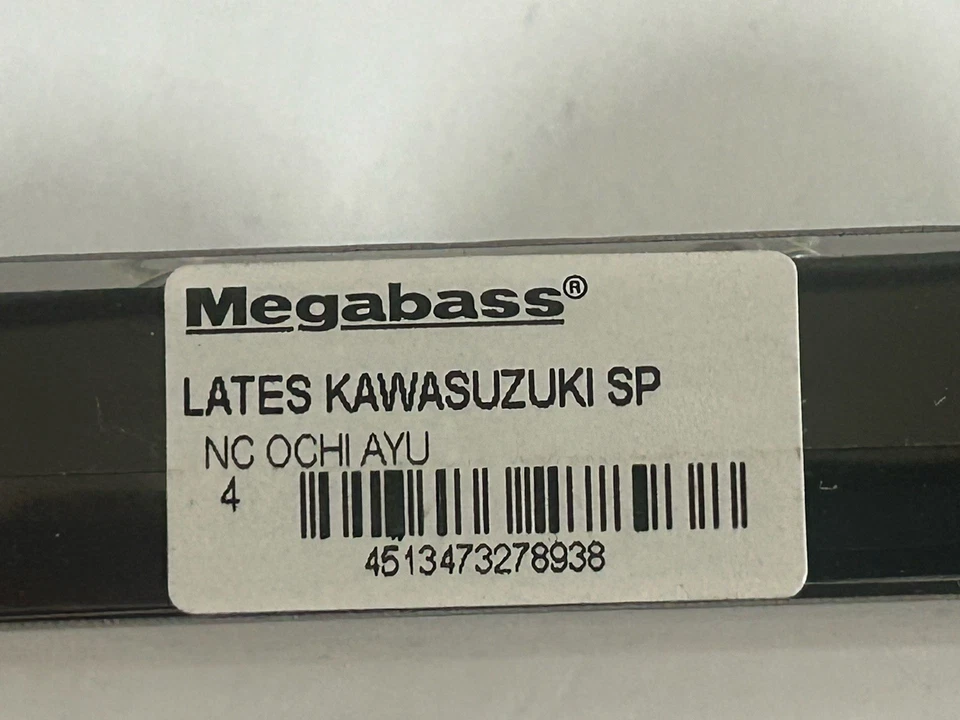 Megabass®
LATES KAWASUZUKI SP
NC OCHI AYU
4
4513473278938